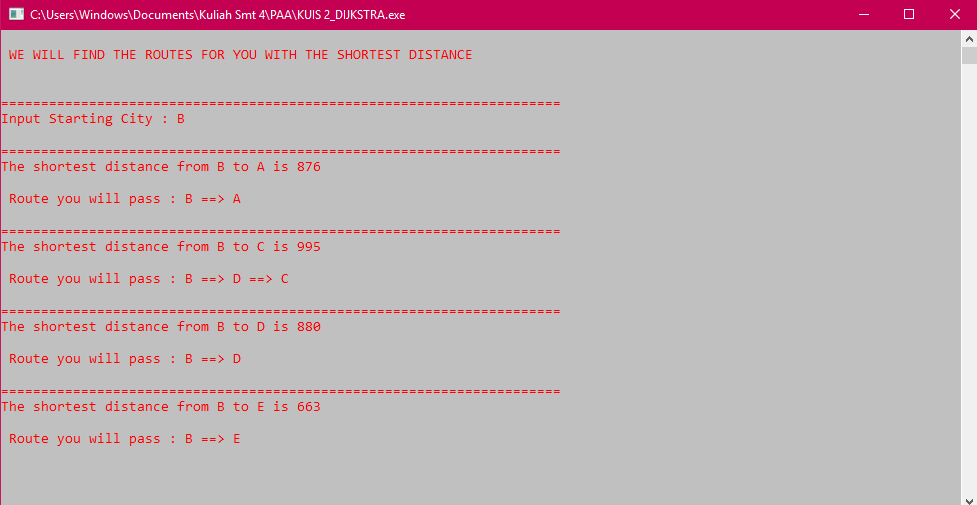 C:\Users\Windows\Documents\Kuliah Smt 4\PAA\KUIS 2_DIJKSTRA.exe
WE WILL FIND THE ROUTES FOR YOU WITH THE SHORTEST DISTANCE
======================================================================
Input Starting City : B
======================================================================
The shortest distance from B to A is 876
Route you will pass : B ==> A
======================================================================
The shortest distance from B to C is 995
Route you will pass : B ==> D ==> C
======================================================================
The shortest distance from B to D is 880
Route you will pass : B ==> D
======================================================================
The shortest distance from B to E is 663
Route you will pass : B ==> E